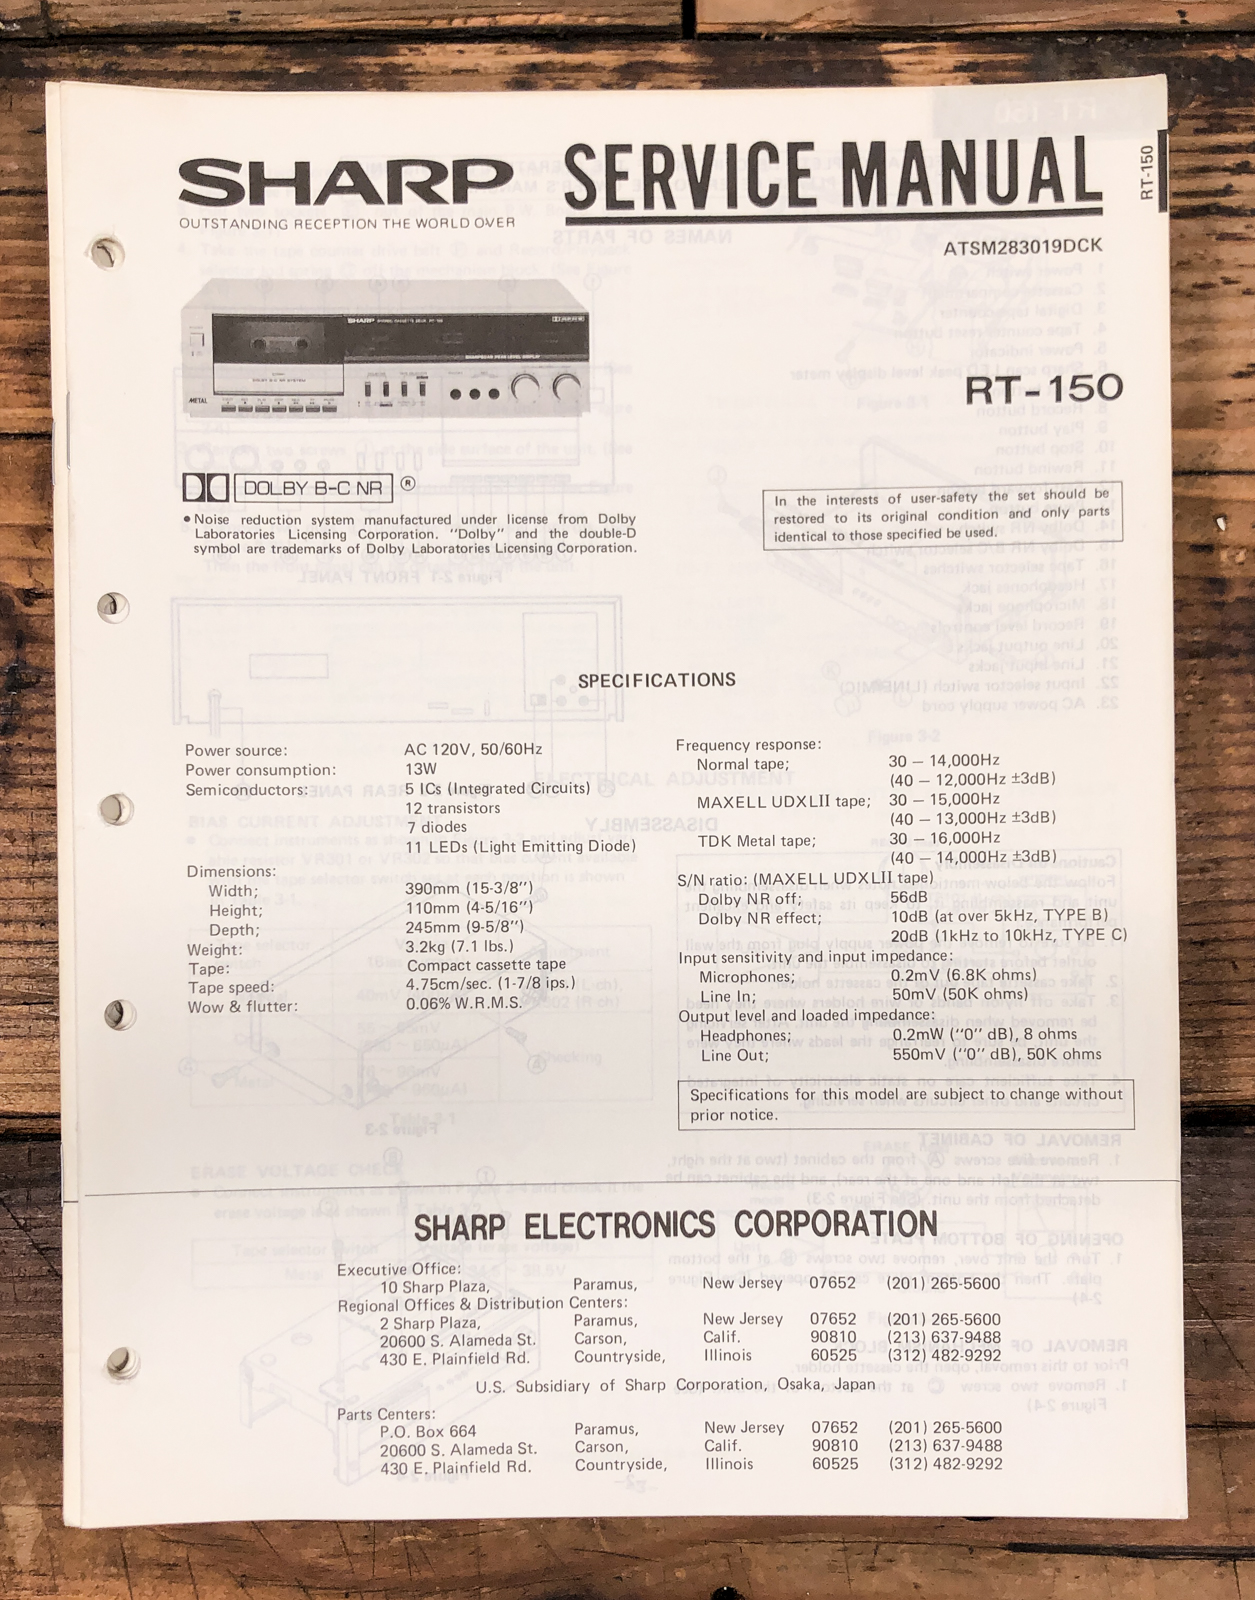 SHARP SERVICE MANUAL
OUTSTANDING RECEPTION THE WORLD OVER
RT-150
ATSM283019DCK
SHARP
METAL
RT-150
DOLBY B-C NR ®
• Noise reduction system manufactured under license from Dolby
Laboratories Licensing Corporation. "Dolby" and the double-D
symbol are trademarks of Dolby Laboratories Licensing Corporation.
In the interests of user-safety the set should be
restored to its original condition and only parts
identical to those specified be used.
SPECIFICATIONS
Power source: AC 120V, 50/60Hz
Power consumption: 13W
Semiconductors: 5 ICs (Integrated Circuits)
12 transistors
7 diodes
11 LEDs (Light Emitting Diode)
Dimensions:
Width; 390mm (15-3/8")
Height; 110mm (4-5/16")
Depth; 245mm (9-5/8")
Weight: 3.2kg (7.1 lbs.)
Tape: Compact cassette tape
Tape speed: 4.75cm/sec. (1-7/8 ips.)
Wow & flutter: 0.06% W.R.M.S.
Frequency response:
Normal tape; 30 – 14,000Hz
(40 – 12,000Hz ±3dB)
MAXELL UDXLII tape; 30 – 15,000Hz
(40 – 13,000Hz ±3dB)
TDK Metal tape; 30 – 16,000Hz
(40 – 14,000Hz ±3dB)
S/N ratio; (MAXELL UDXLII tape)
Dolby NR off; 56dB
Dolby NR effect; 10dB (at over 5kHz, TYPE B)
20dB (1kHz to 10kHz, TYPE C)
Input sensitivity and input impedance:
Microphones; 0.2mV (6.8K ohms)
Line In; 50mV (50K ohms)
Output level and loaded impedance:
Headphones; 0.2mW ("0" dB), 8 ohms
Line Out; 550mV ("0" dB), 50K ohms
Specifications for this model are subject to change without
prior notice.
SHARP ELECTRONICS CORPORATION
Executive Office:
10 Sharp Plaza, Paramus, New Jersey 07652 (201) 265-5600
Regional Offices & Distribution Centers:
2 Sharp Plaza, Paramus, New Jersey 07652 (201) 265-5600
20600 S. Alameda St. Carson, Calif. 90810 (213) 637-9488
430 E. Plainfield Rd. Countryside, Illinois 60525 (312) 482-9292
U.S. Subsidiary of Sharp Corporation, Osaka, Japan
Parts Centers:
P.O. Box 664 Paramus, New Jersey 07652 (201) 265-5600
20600 S. Alameda St. Carson, Calif. 90810 (213) 637-9488
430 E. Plainfield Rd. Countryside, Illinois 60525 (312) 482-9292